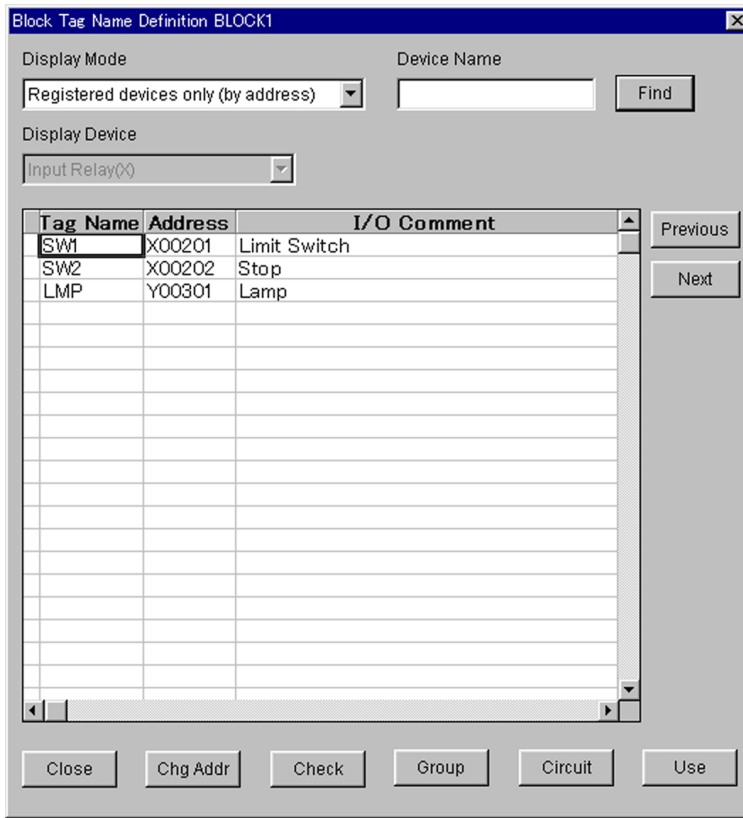 Block Tag Name Definition BLOCK1
Display Mode Device Name
Registered devices only (by address) Find
Display Device
Input Relay(X)
Tag Name Address I/O Comment
Previous
SW1 X00201 Limit Switch
SW2 X00202 Stop
Next
LMP Y00301 Lamp
Close Chg Addr Check Group Circuit Use